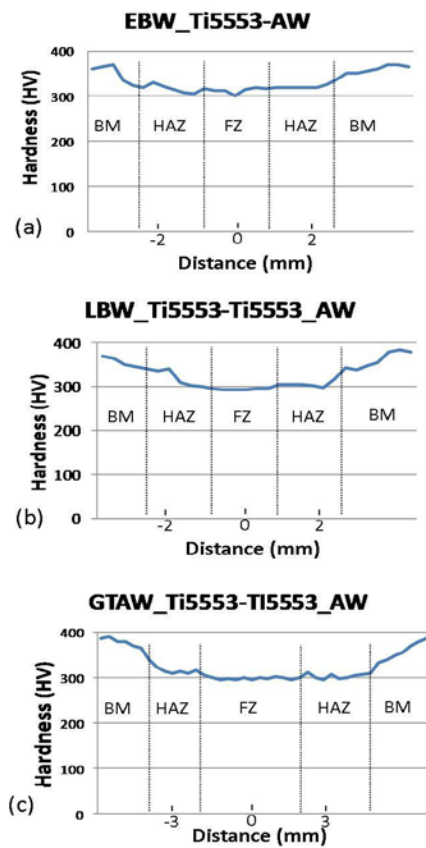 EBW_Ti5553-AW
Hardness (HV)
400
300
200
100
0
BM HAZ FZ HAZ BM
-2 0 2
Distance (mm)
(a)
LBW_Ti5553-Ti5553_AW
Hardness (HV)
400
300
200
100
0
BM HAZ FZ HAZ BM
-2 0 2
Distance (mm)
(b)
GTAW_Ti5553-TI5553_AW
Hardness (HV)
400
300
200
100
0
BM HAZ FZ HAZ BM
-3 0 3
Distance (mm)
(c)